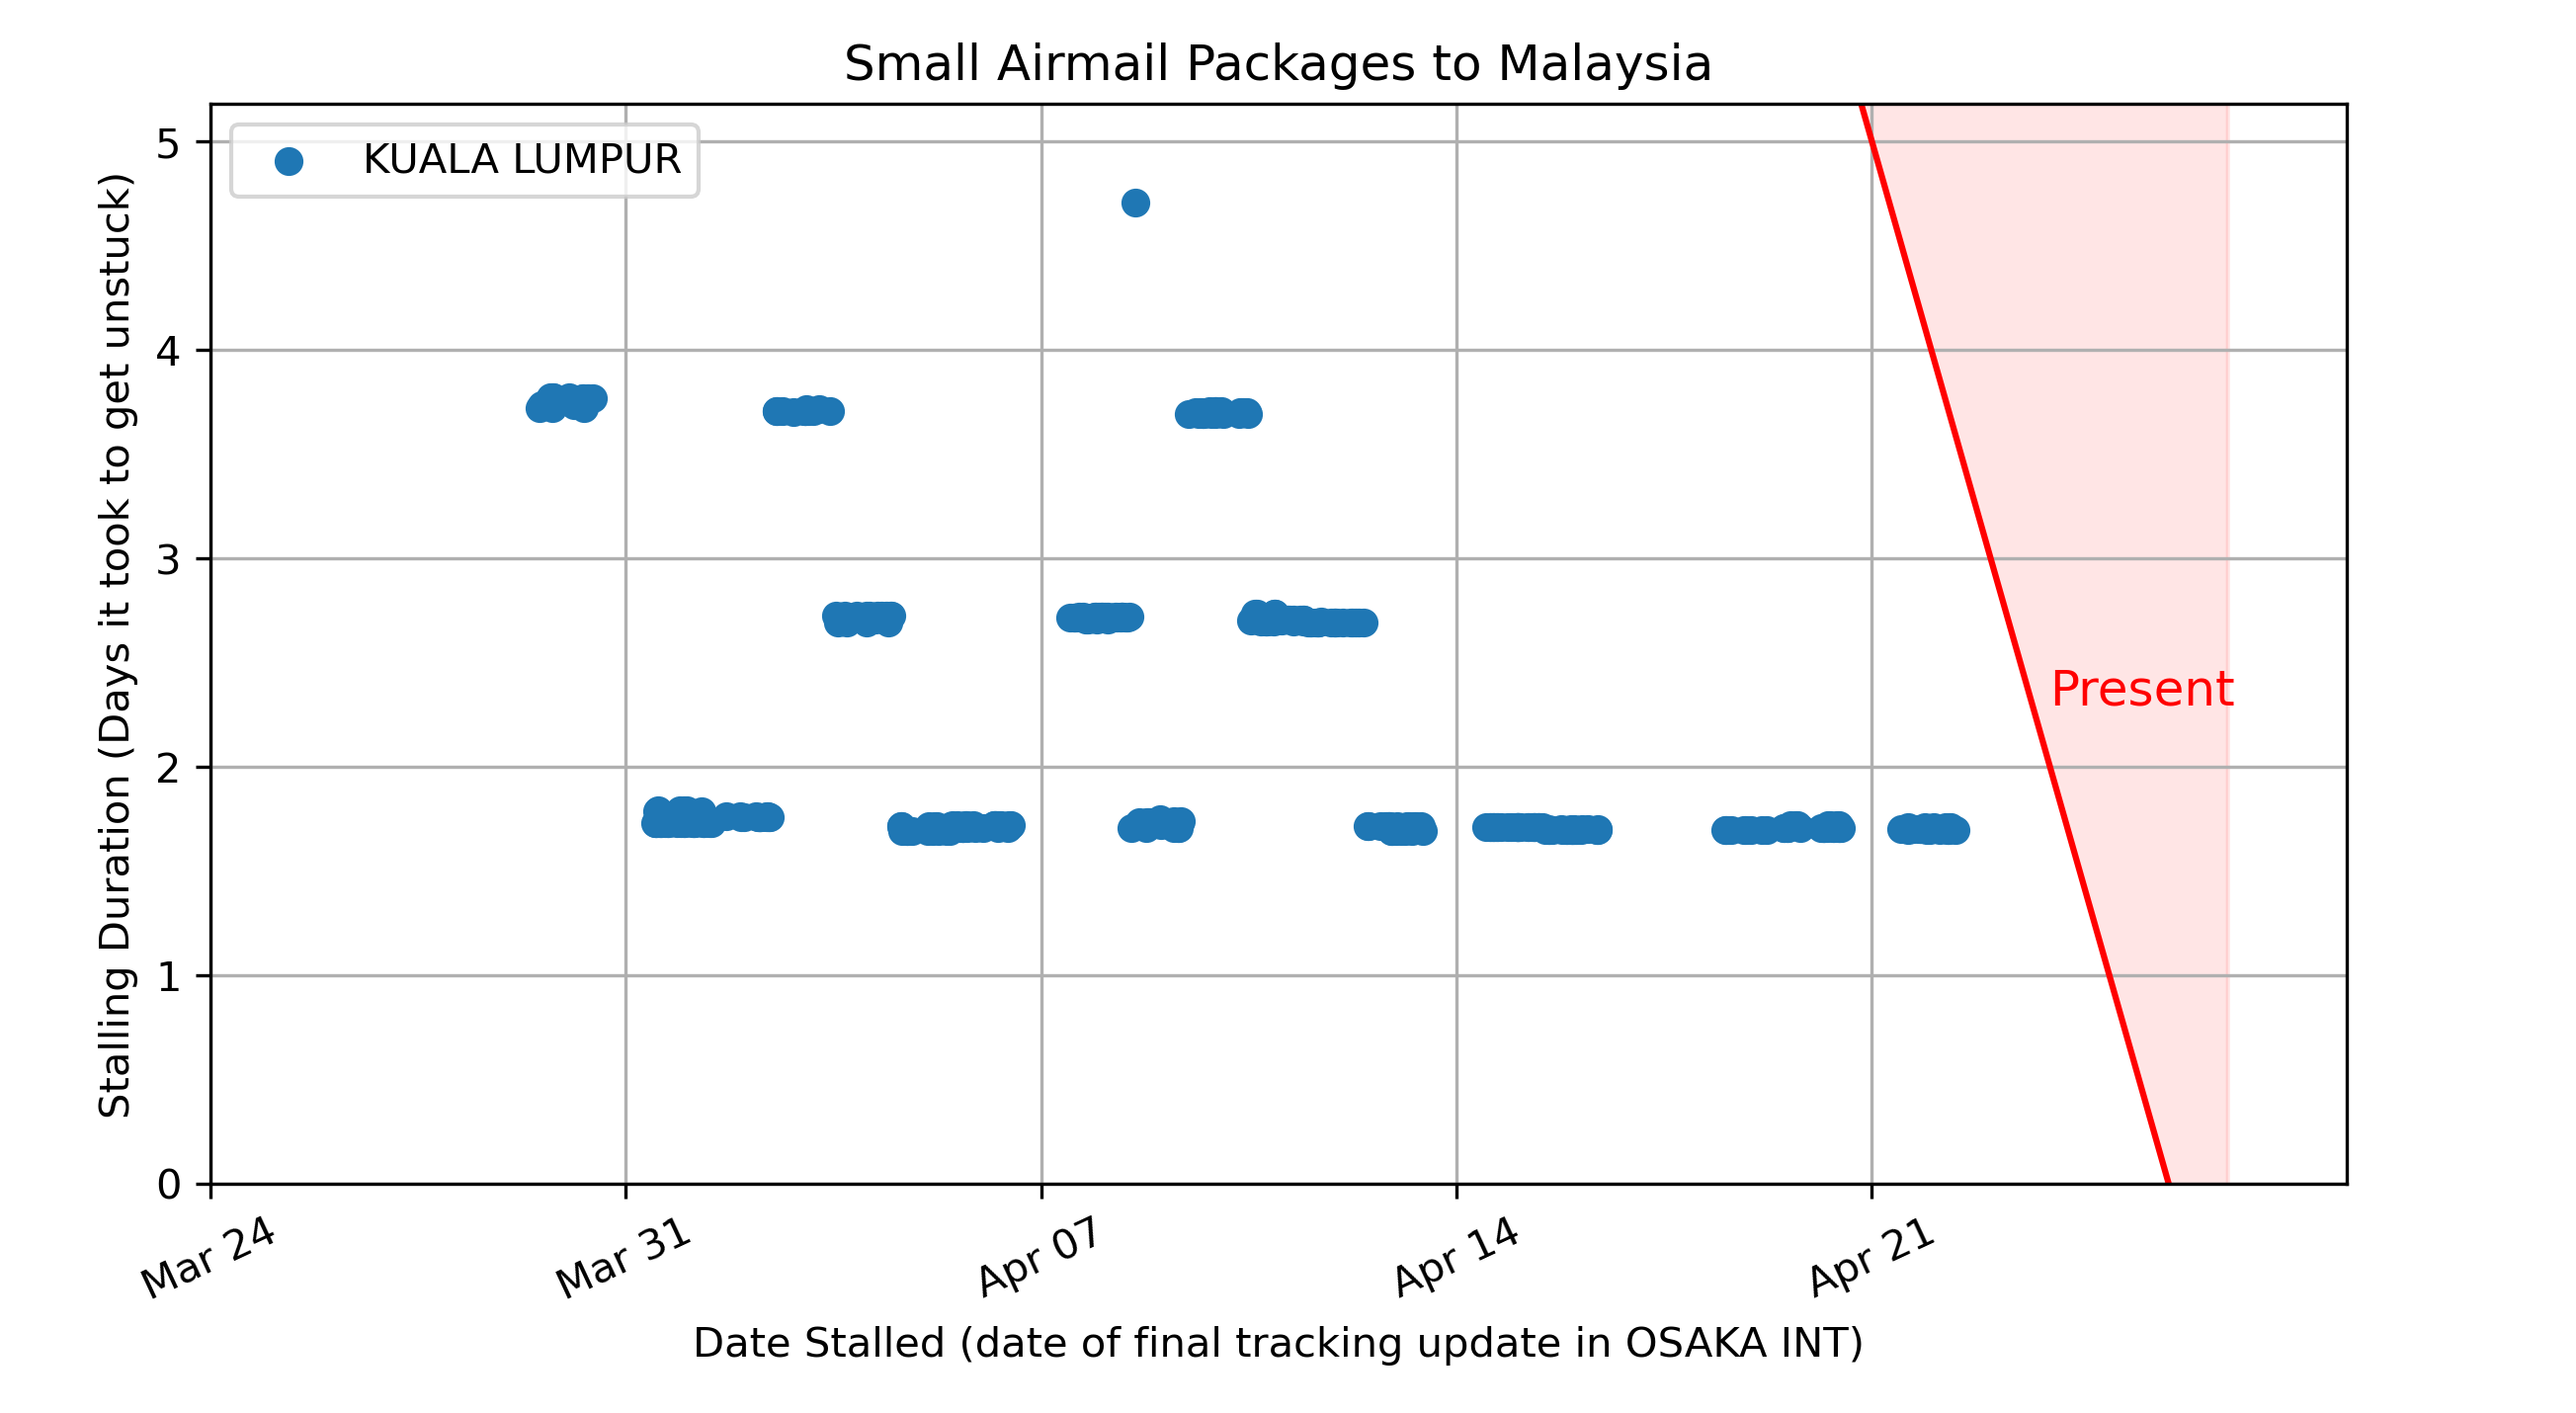 Small Airmail Packages to Malaysia
KUALA LUMPUR
Stalling Duration (Days it took to get unstuck)
5
4
3
2
1
0
Present
Mar 24
Mar 31
Apr 07
Apr 14
Apr 21
Date Stalled (date of final tracking update in OSAKA INT)